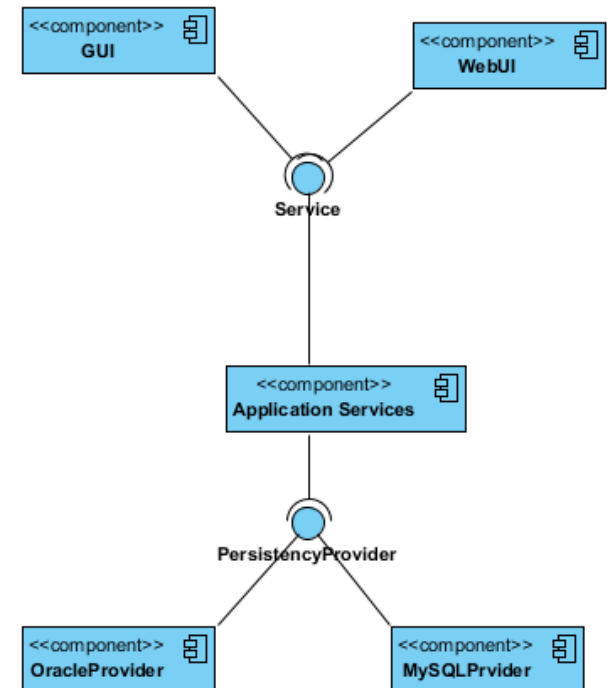 <<component>>
GUI
<<component>>
WebUI
Service
<<component>>
Application Services
PersistencyProvider
<<component>>
OracleProvider
<<component>>
MySQLPrvider